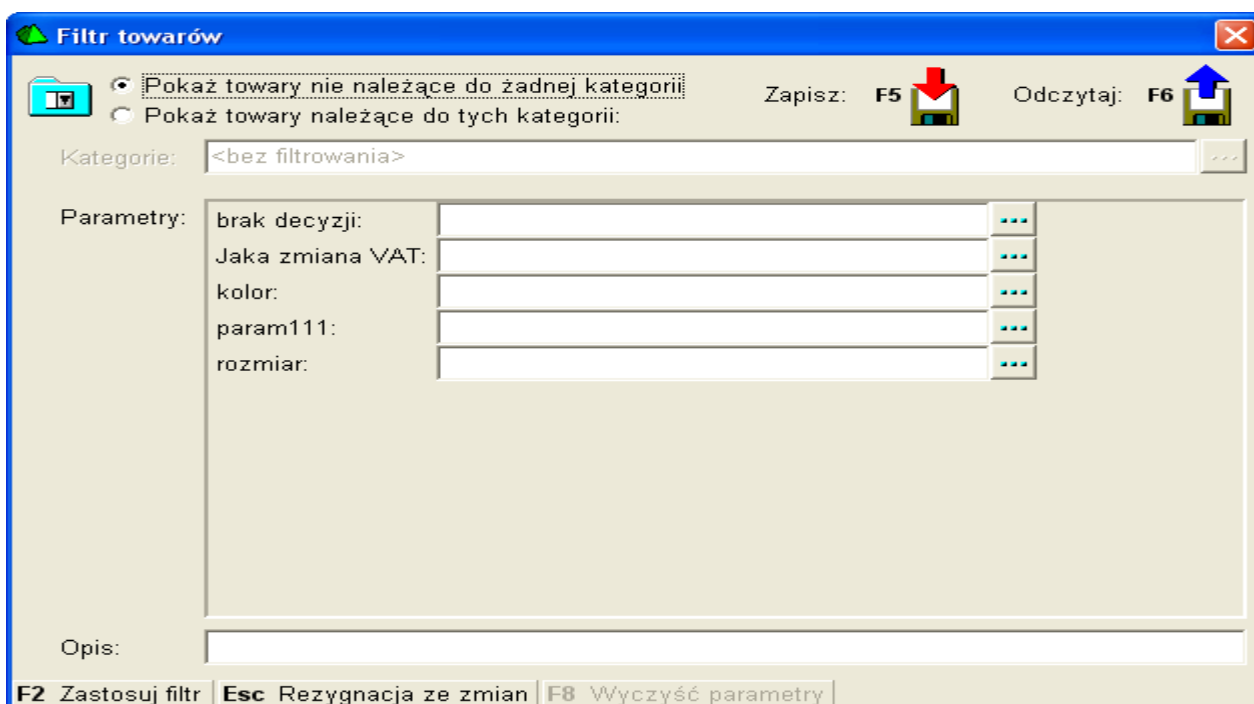 Filtr towarów
Pokaż towary nie należące do żadnej kategorii
Pokaż towary należące do tych kategorii:
Zapisz: F5
Odczytaj: F6
Kategorie: <bez filtrowania> ...
Parametry:
brak decyzji: ...
Jaka zmiana VAT: ...
kolor: ...
param111: ...
rozmiar: ...
Opis:
F2 Zastosuj filtr Esc Rezygnacja ze zmian F8 Wyczyść parametry